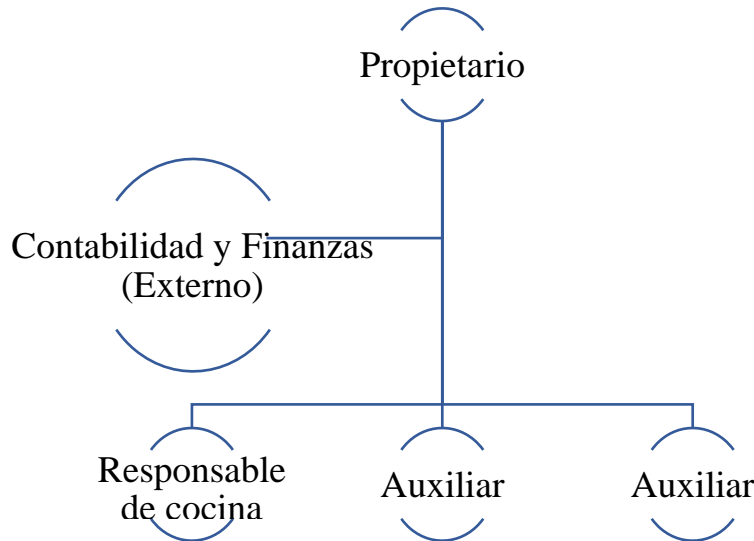 Propietario
Contabilidad y Finanzas
(Externo)
Responsable
de cocina
Auxiliar
Auxiliar